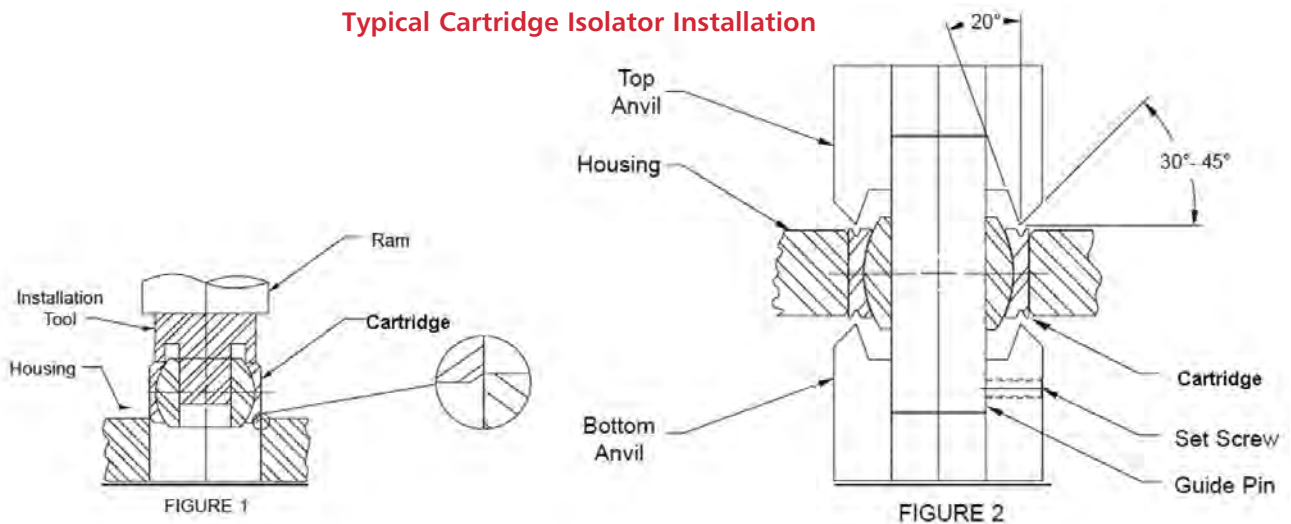 Typical Cartridge Isolator Installation
Ram
Installation
Tool
Cartridge
Housing
FIGURE 1
20°
Top
Anvil
30°- 45°
Housing
Cartridge
Bottom
Anvil
Set Screw
Guide Pin
FIGURE 2